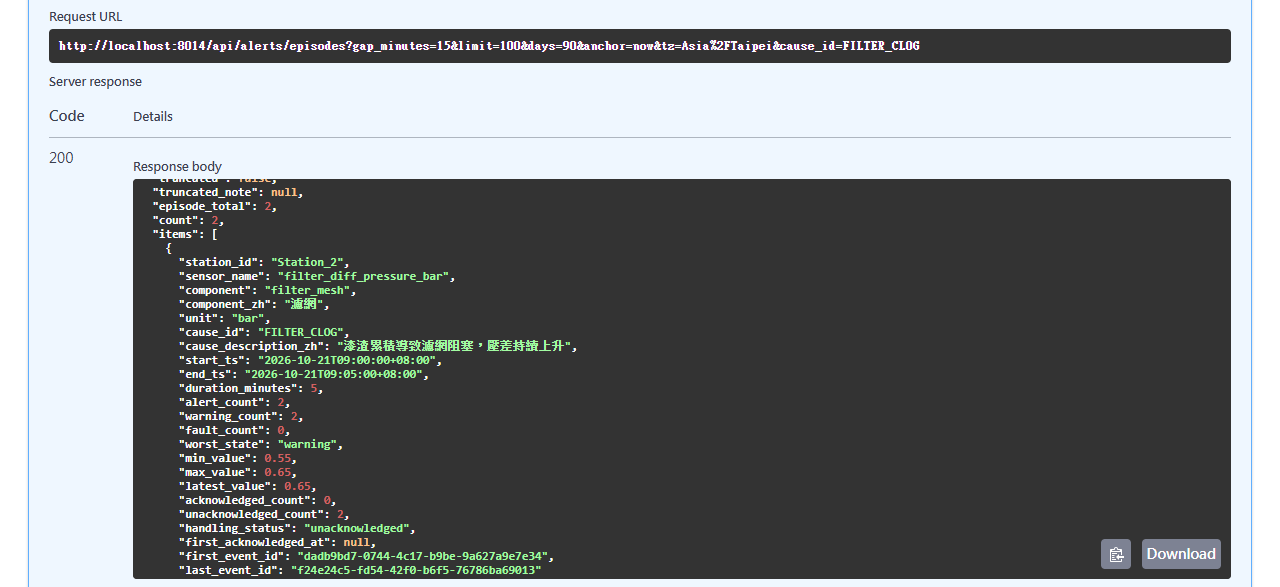 Request URL
http://localhost:8014/api/alerts/episodes?gap_minutes=15&limit=100&days=90&anchor=now&tz=Asia%2FTaipei&cause_id=FILTER_CLOG
Server response
Code Details
200
Response body
"truncated": false,
"truncated_note": null,
"episode_total": 2,
"count": 2,
"items": [
{
"station_id": "Station_2",
"sensor_name": "filter_diff_pressure_bar",
"component": "filter_mesh",
"component_zh": "濾網",
"unit": "bar",
"cause_id": "FILTER_CLOG",
"cause_description_zh": "漆渣累積導致濾網阻塞，壓差持續上升",
"start_ts": "2026-10-21T09:00:00+08:00",
"end_ts": "2026-10-21T09:05:00+08:00",
"duration_minutes": 5,
"alert_count": 2,
"warning_count": 2,
"fault_count": 0,
"worst_state": "warning",
"min_value": 0.55,
"max_value": 0.65,
"latest_value": 0.65,
"acknowledged_count": 0,
"unacknowledged_count": 2,
"handling_status": "unacknowledged",
"first_acknowledged_at": null,
"first_event_id": "dadb9bd7-0744-4c17-b9be-9a627a9e7e34",
"last_event_id": "f24e24c5-fd54-42f0-b6f5-76786ba69013"
Download